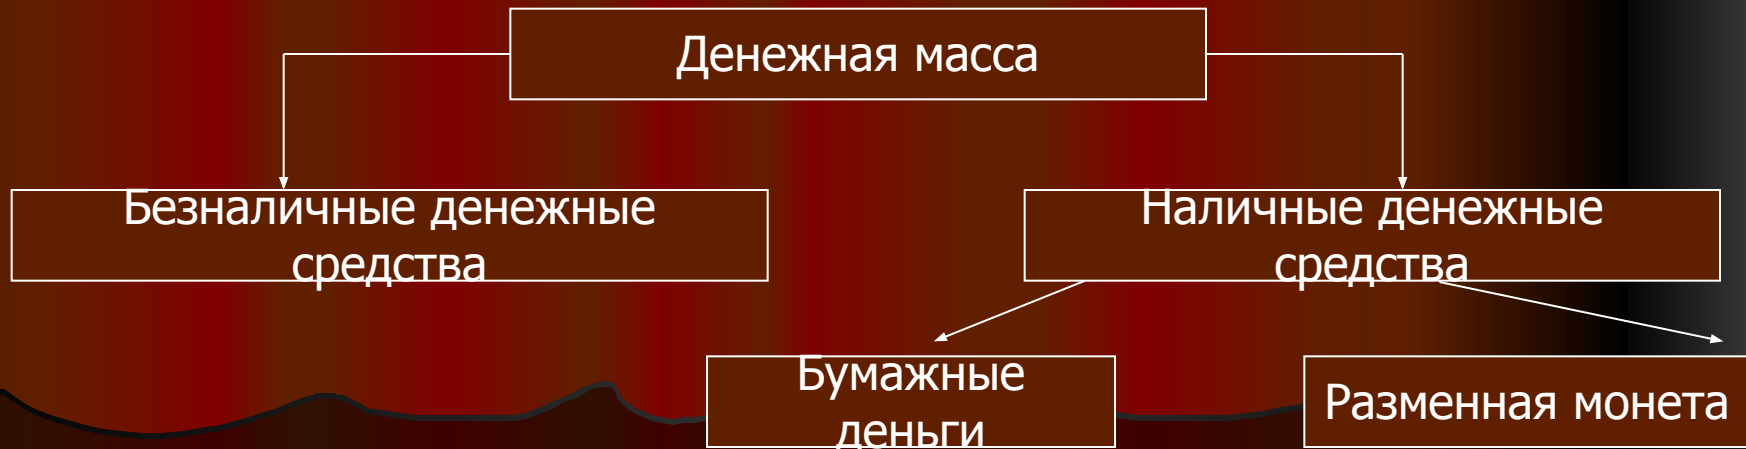 Денежная масса
Безналичные денежные
средства
Наличные денежные
средства
Бумажные
деньги
Разменная монета